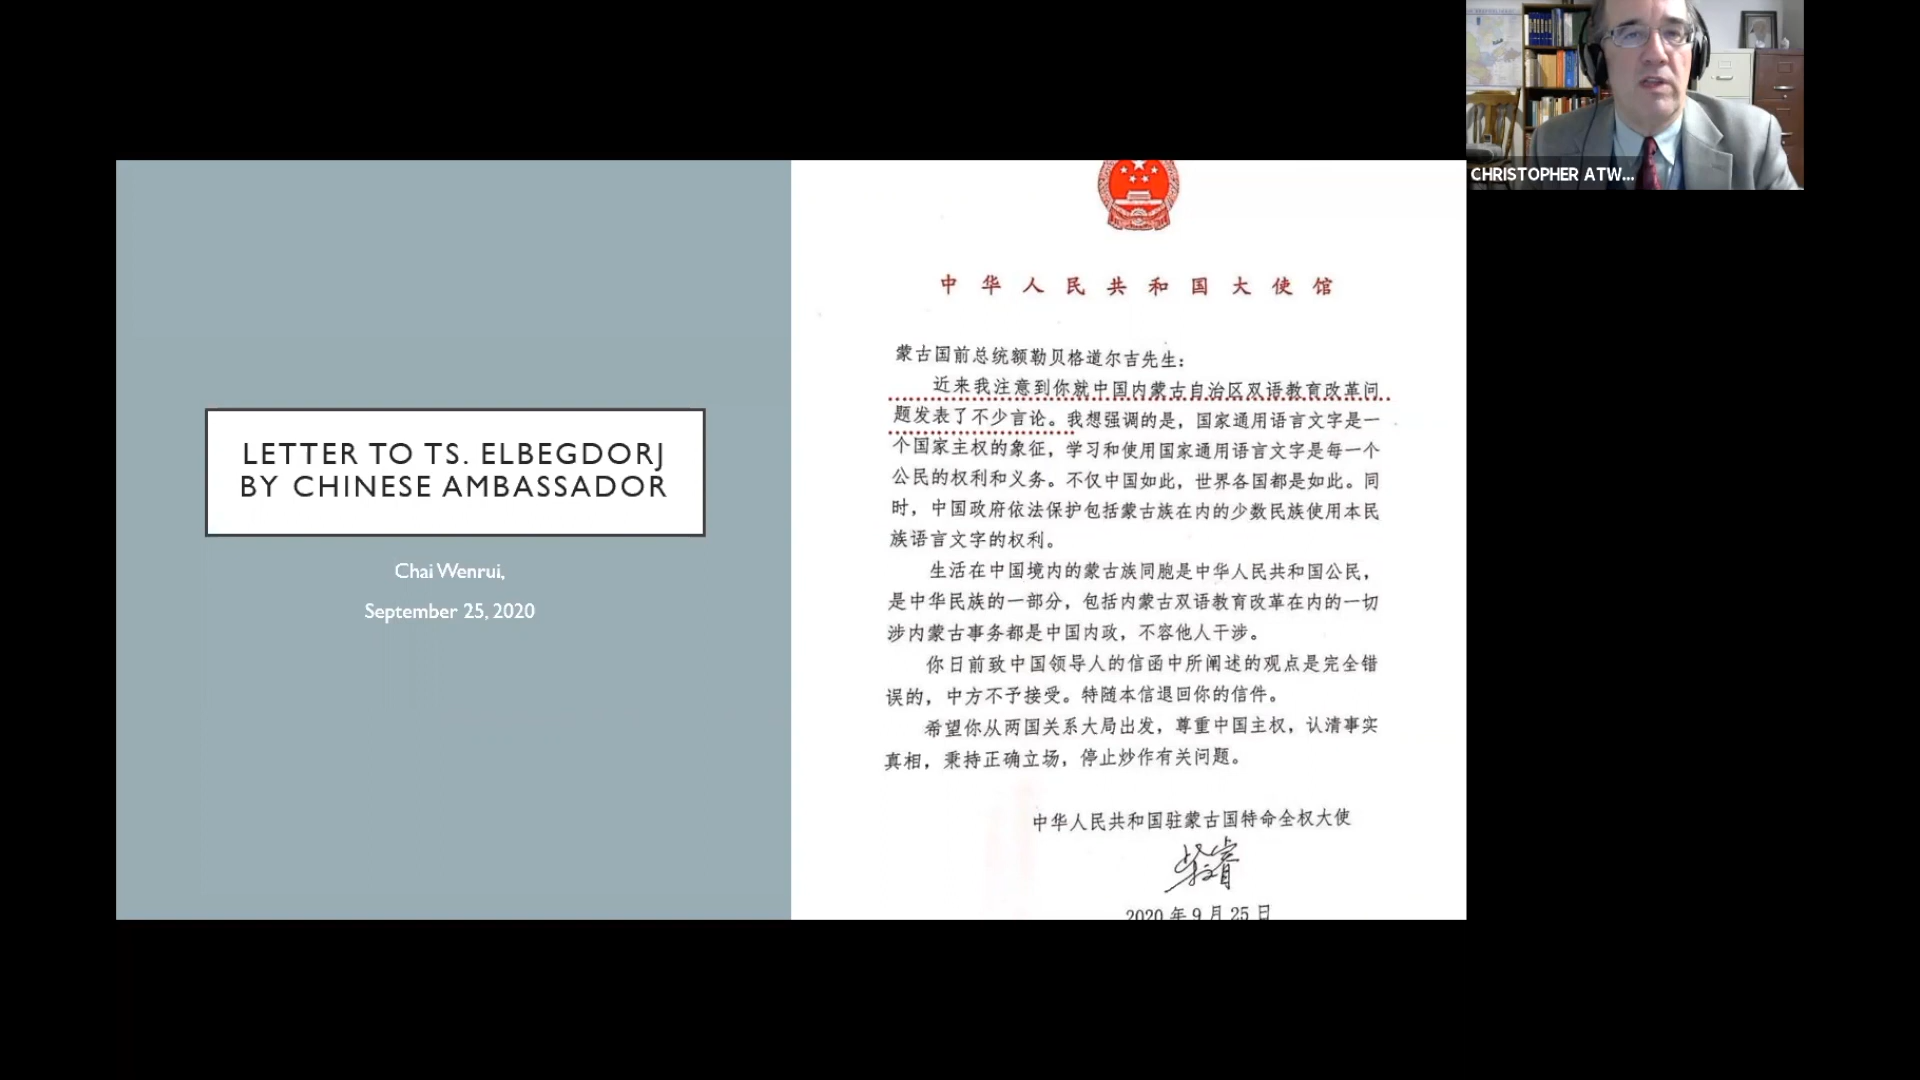 CHRISTOPHER ATW...
LETTER TO TS. ELBEGDORJ
BY CHINESE AMBASSADOR
Chai Wenrui,
September 25, 2020
中华人民共和国大使馆
蒙古国前总统额勒贝格道尔吉先生：
近来我注意到你就中国内蒙古自治区双语教育改革问
题发表了不少言论。我想强调的是，国家通用语言文字是一
个国家主权的象征，学习和使用国家通用语言文字是每一个
公民的权利和义务。不仅中国如此，世界各国都是如此。同
时，中国政府依法保护包括蒙古族在内的少数民族使用本民
族语言文字的权利。
生活在中国境内的蒙古族同胞是中华人民共和国公民，
是中华民族的一部分，包括内蒙古双语教育改革在内的一切
涉内蒙古事务都是中国内政，不容他人干涉。
你日前致中国领导人的信函中所阐述的观点是完全错
误的，中方不予接受。特随本信退回你的信件。
希望你从两国关系大局出发，尊重中国主权，认清事实
真相，秉持正确立场，停止炒作有关问题。
中华人民共和国驻蒙古国特命全权大使
柴文睿
2020年9月25日